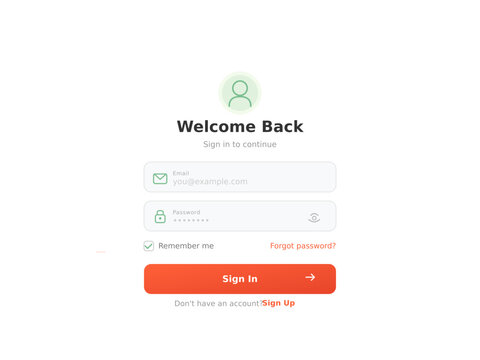 Welcome Back
Sign in to continue
Email
you@example.com
Password
••••••••
Remember me
Forgot password?
Sign In
Don't have an account?Sign Up